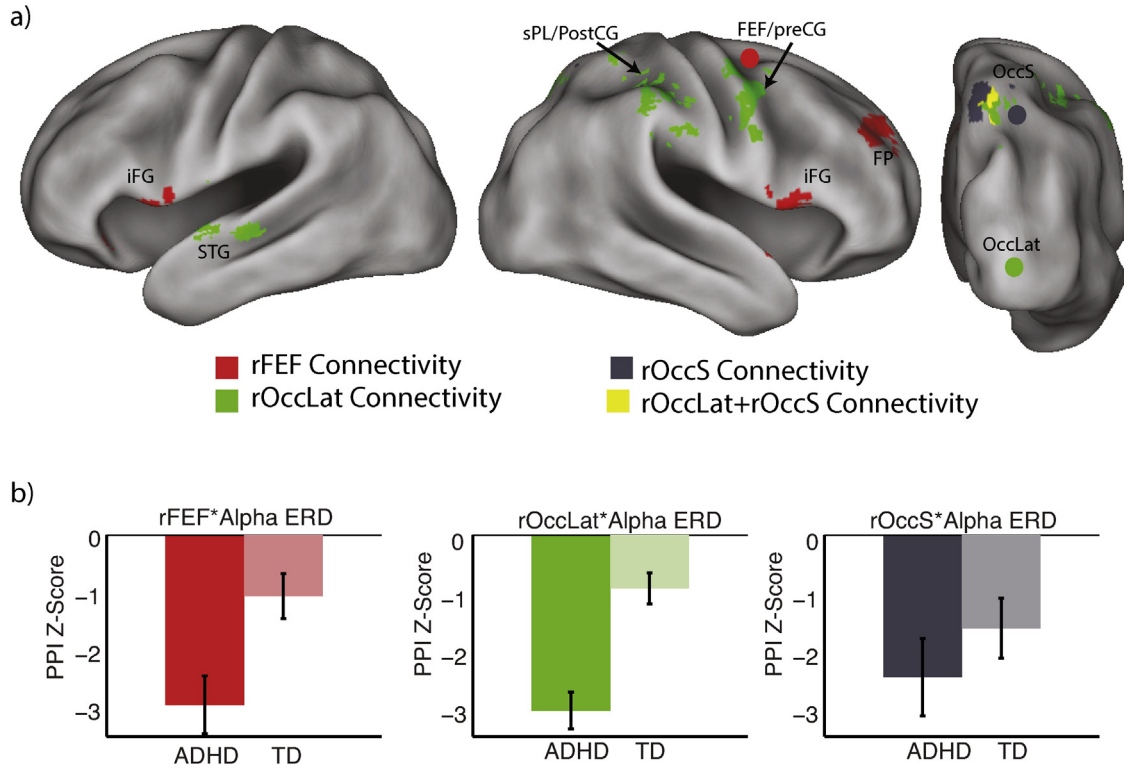 a)
sPL/PostCG
FEF/preCG
OccS
iFG
STG
iFG
FP
OccLat
rFEF Connectivity
rOccS Connectivity
rOccLat Connectivity
rOccLat+rOccS Connectivity
b)
rFEF*Alpha ERD
rOccLat*Alpha ERD
rOccS*Alpha ERD
PPI Z-Score
0
−1
−2
−3
ADHD TD
PPI Z-Score
0
−1
−2
−3
ADHD TD
PPI Z-Score
0
−1
−2
−3
ADHD TD